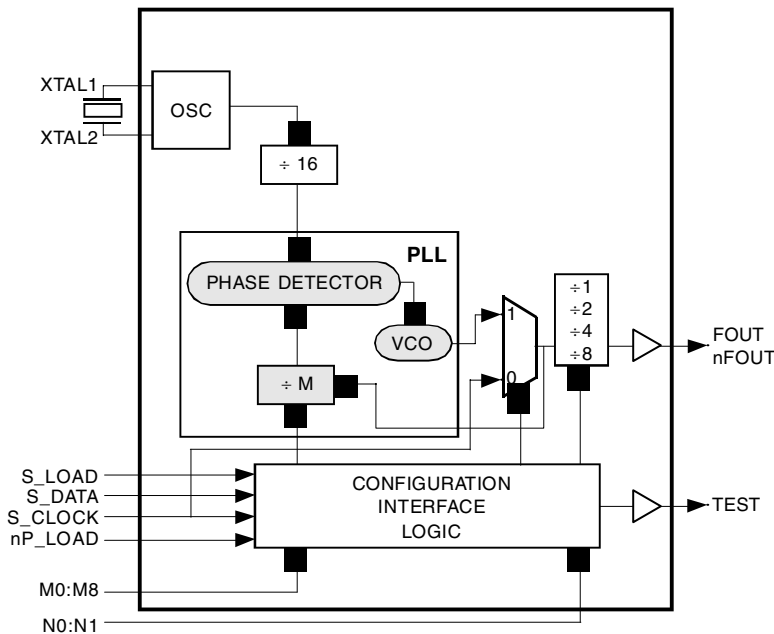 XTAL1
XTAL2
OSC
÷ 16
PLL
PHASE DETECTOR
VCO
÷ M
1
0
÷1
÷2
÷4
÷8
FOUT
nFOUT
S_LOAD
S_DATA
S_CLOCK
nP_LOAD
CONFIGURATION
INTERFACE
LOGIC
TEST
M0:M8
N0:N1